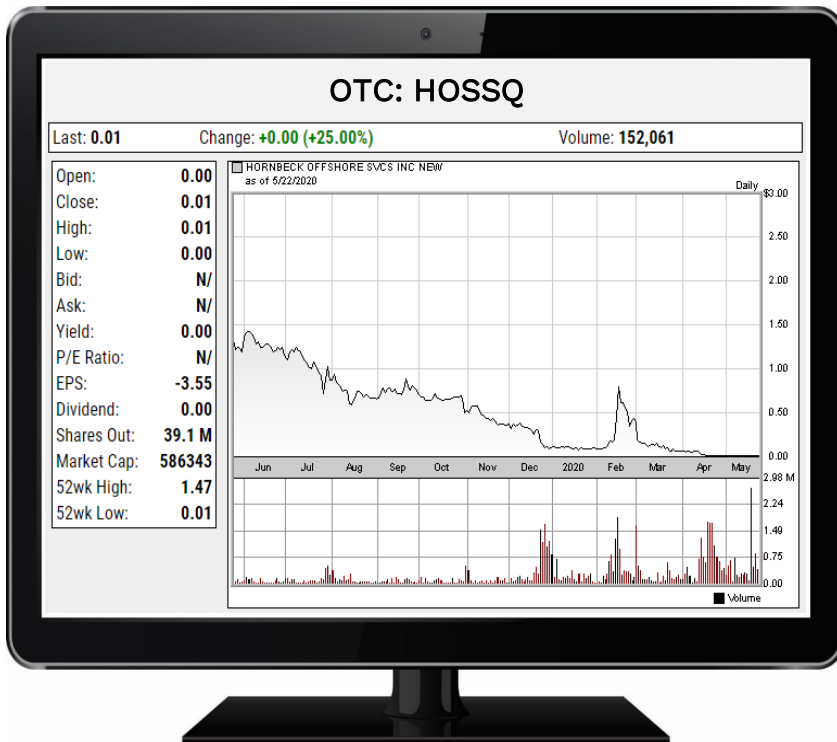 OTC: HOSSQ
Last: 0.01 Change: +0.00 (+25.00%) Volume: 152,061
Open: 0.00
Close: 0.01
High: 0.01
Low: 0.00
Bid: N/
Ask: N/
Yield: 0.00
P/E Ratio: N/
EPS: -3.55
Dividend: 0.00
Shares Out: 39.1 M
Market Cap: 586343
52wk High: 1.47
52wk Low: 0.01
HORNBECK OFFSHORE SVCS INC NEW
as of 5/22/2020
Daily
$3.00
2.50
2.00
1.50
1.00
0.50
0.00
Jun Jul Aug Sep Oct Nov Dec 2020 Feb Mar Apr May
2.98 M
2.24
1.49
0.75
0.00
Volume